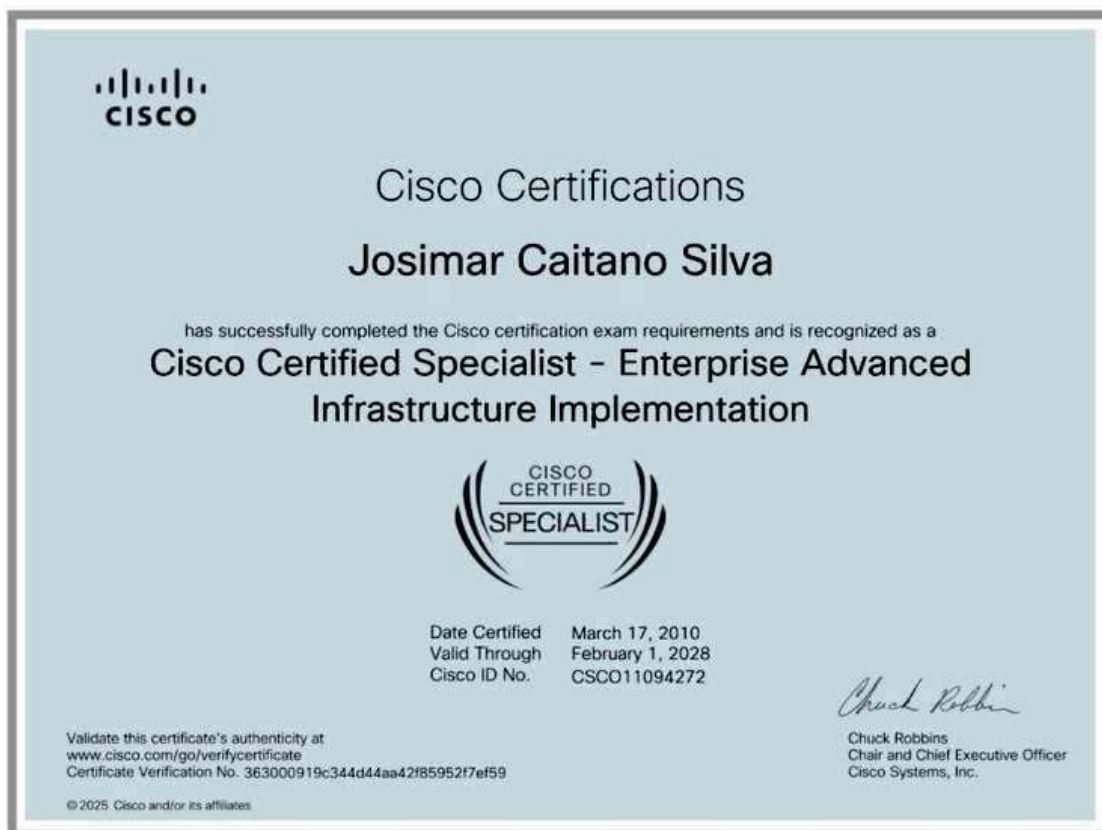 CISCO
Cisco Certifications
Josimar Caitano Silva
has successfully completed the Cisco certification exam requirements and is recognized as a
Cisco Certified Specialist - Enterprise Advanced
Infrastructure Implementation
CISCO
CERTIFIED
SPECIALIST
Date Certified March 17, 2010
Valid Through February 1, 2028
Cisco ID No. CSCO11094272
Chuck Robbins
Validate this certificate's authenticity at
www.cisco.com/go/verifycertificate
Certificate Verification No. 363000919c344d44aa42f85952f7ef59
Chuck Robbins
Chair and Chief Executive Officer
Cisco Systems, Inc.
© 2025 Cisco and/or its affiliates